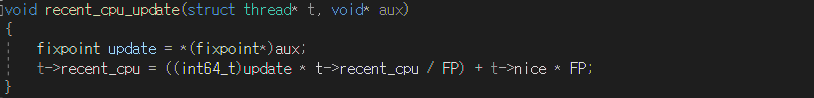 void recent_cpu_update(struct thread* t, void* aux)
{
fixpoint update = *(fixpoint*)aux;
t->recent_cpu = ((int64_t)update * t->recent_cpu / FP) + t->nice * FP;
}